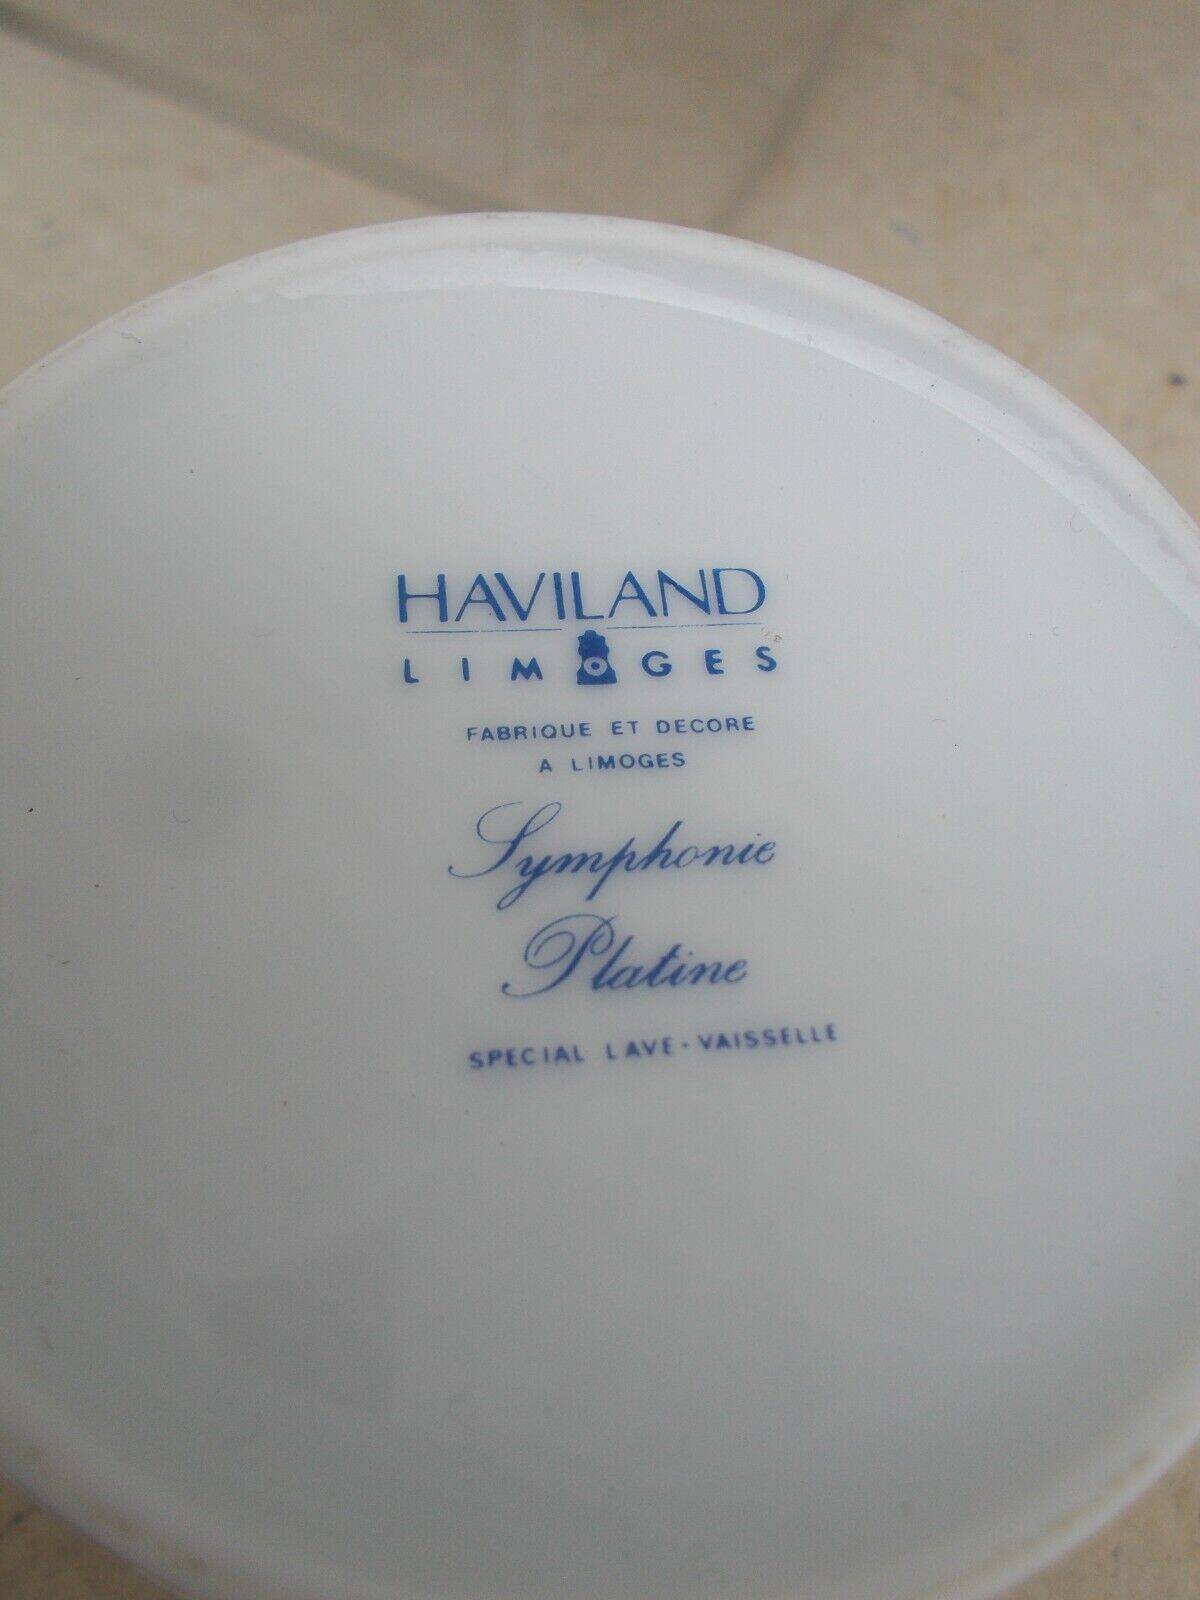 HAVILAND
LIMOGES
FABRIQUE ET DECORE
A LIMOGES
Symphonie
Platine
SPECIAL LAVE-VAISSELLE